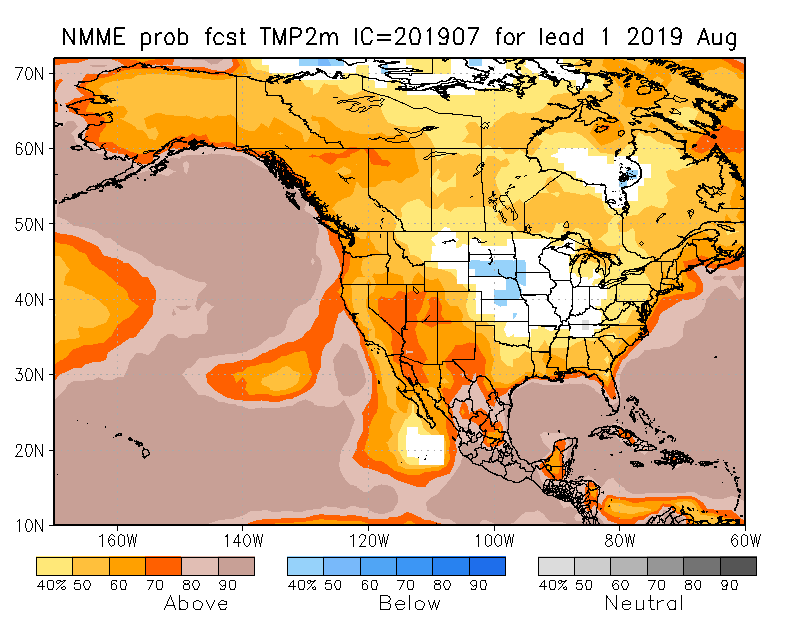 NMME prob fcst TMP2m IC=201907 for lead 1 2019 Aug
70N
60N
50N
40N
30N
20N
10N
160W 140W 120W 100W 80W 60W
40% 50 60 70 80 90 40% 50 60 70 80 90 40% 50 60 70 80 90
Above Below Neutral